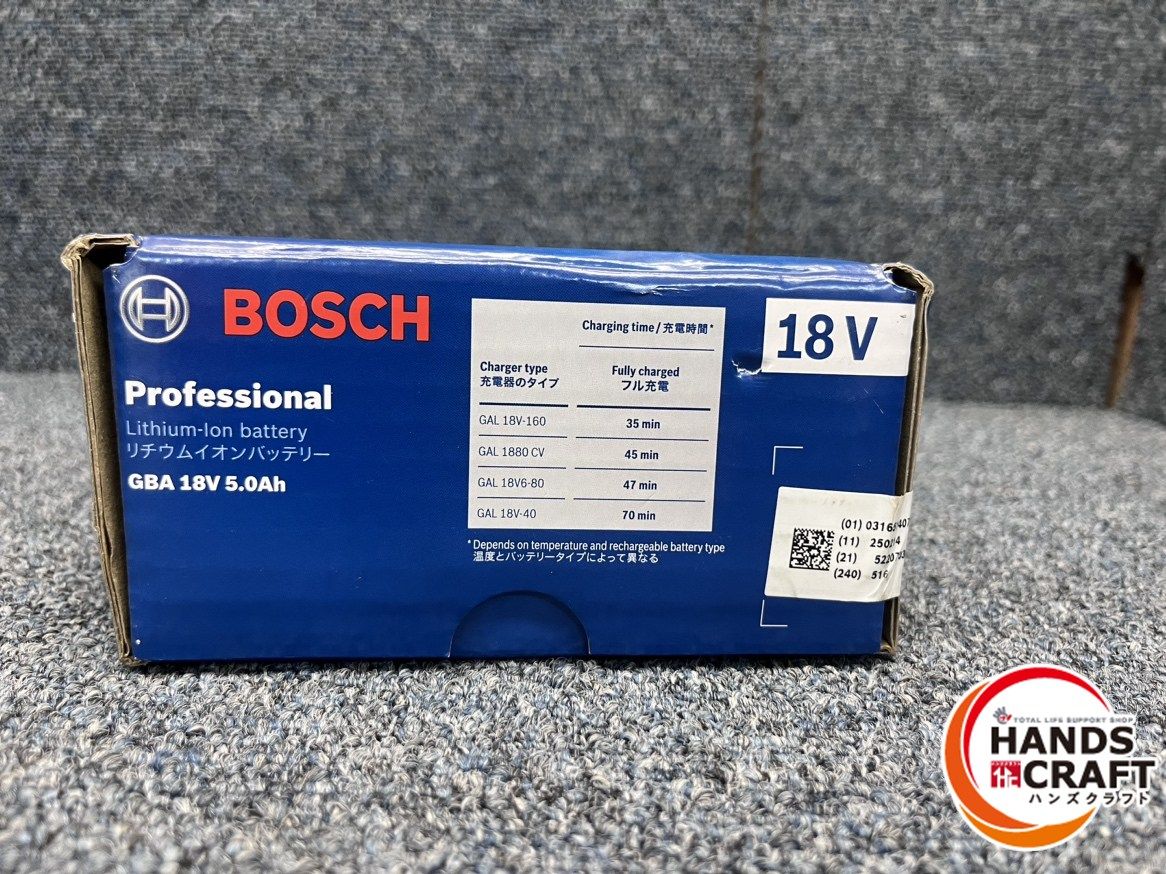 BOSCH
Professional
Lithium-Ion battery
リチウムイオンバッテリー
GBA 18V 5.0Ah
Charging time / 充電時間*
Charger type
充電器のタイプ
Fully charged
フル充電
GAL 18V-160 35 min
GAL 1880 CV 45 min
GAL 18V6-80 47 min
GAL 18V-40 70 min
*Depends on temperature and rechargeable battery type
温度とバッテリータイプによって異なる
18 V
(01)
(11)
(21)
(240)
TOTAL LIFE SUPPORT SHOP
HANDS
CRAFT
ハンズクラフト